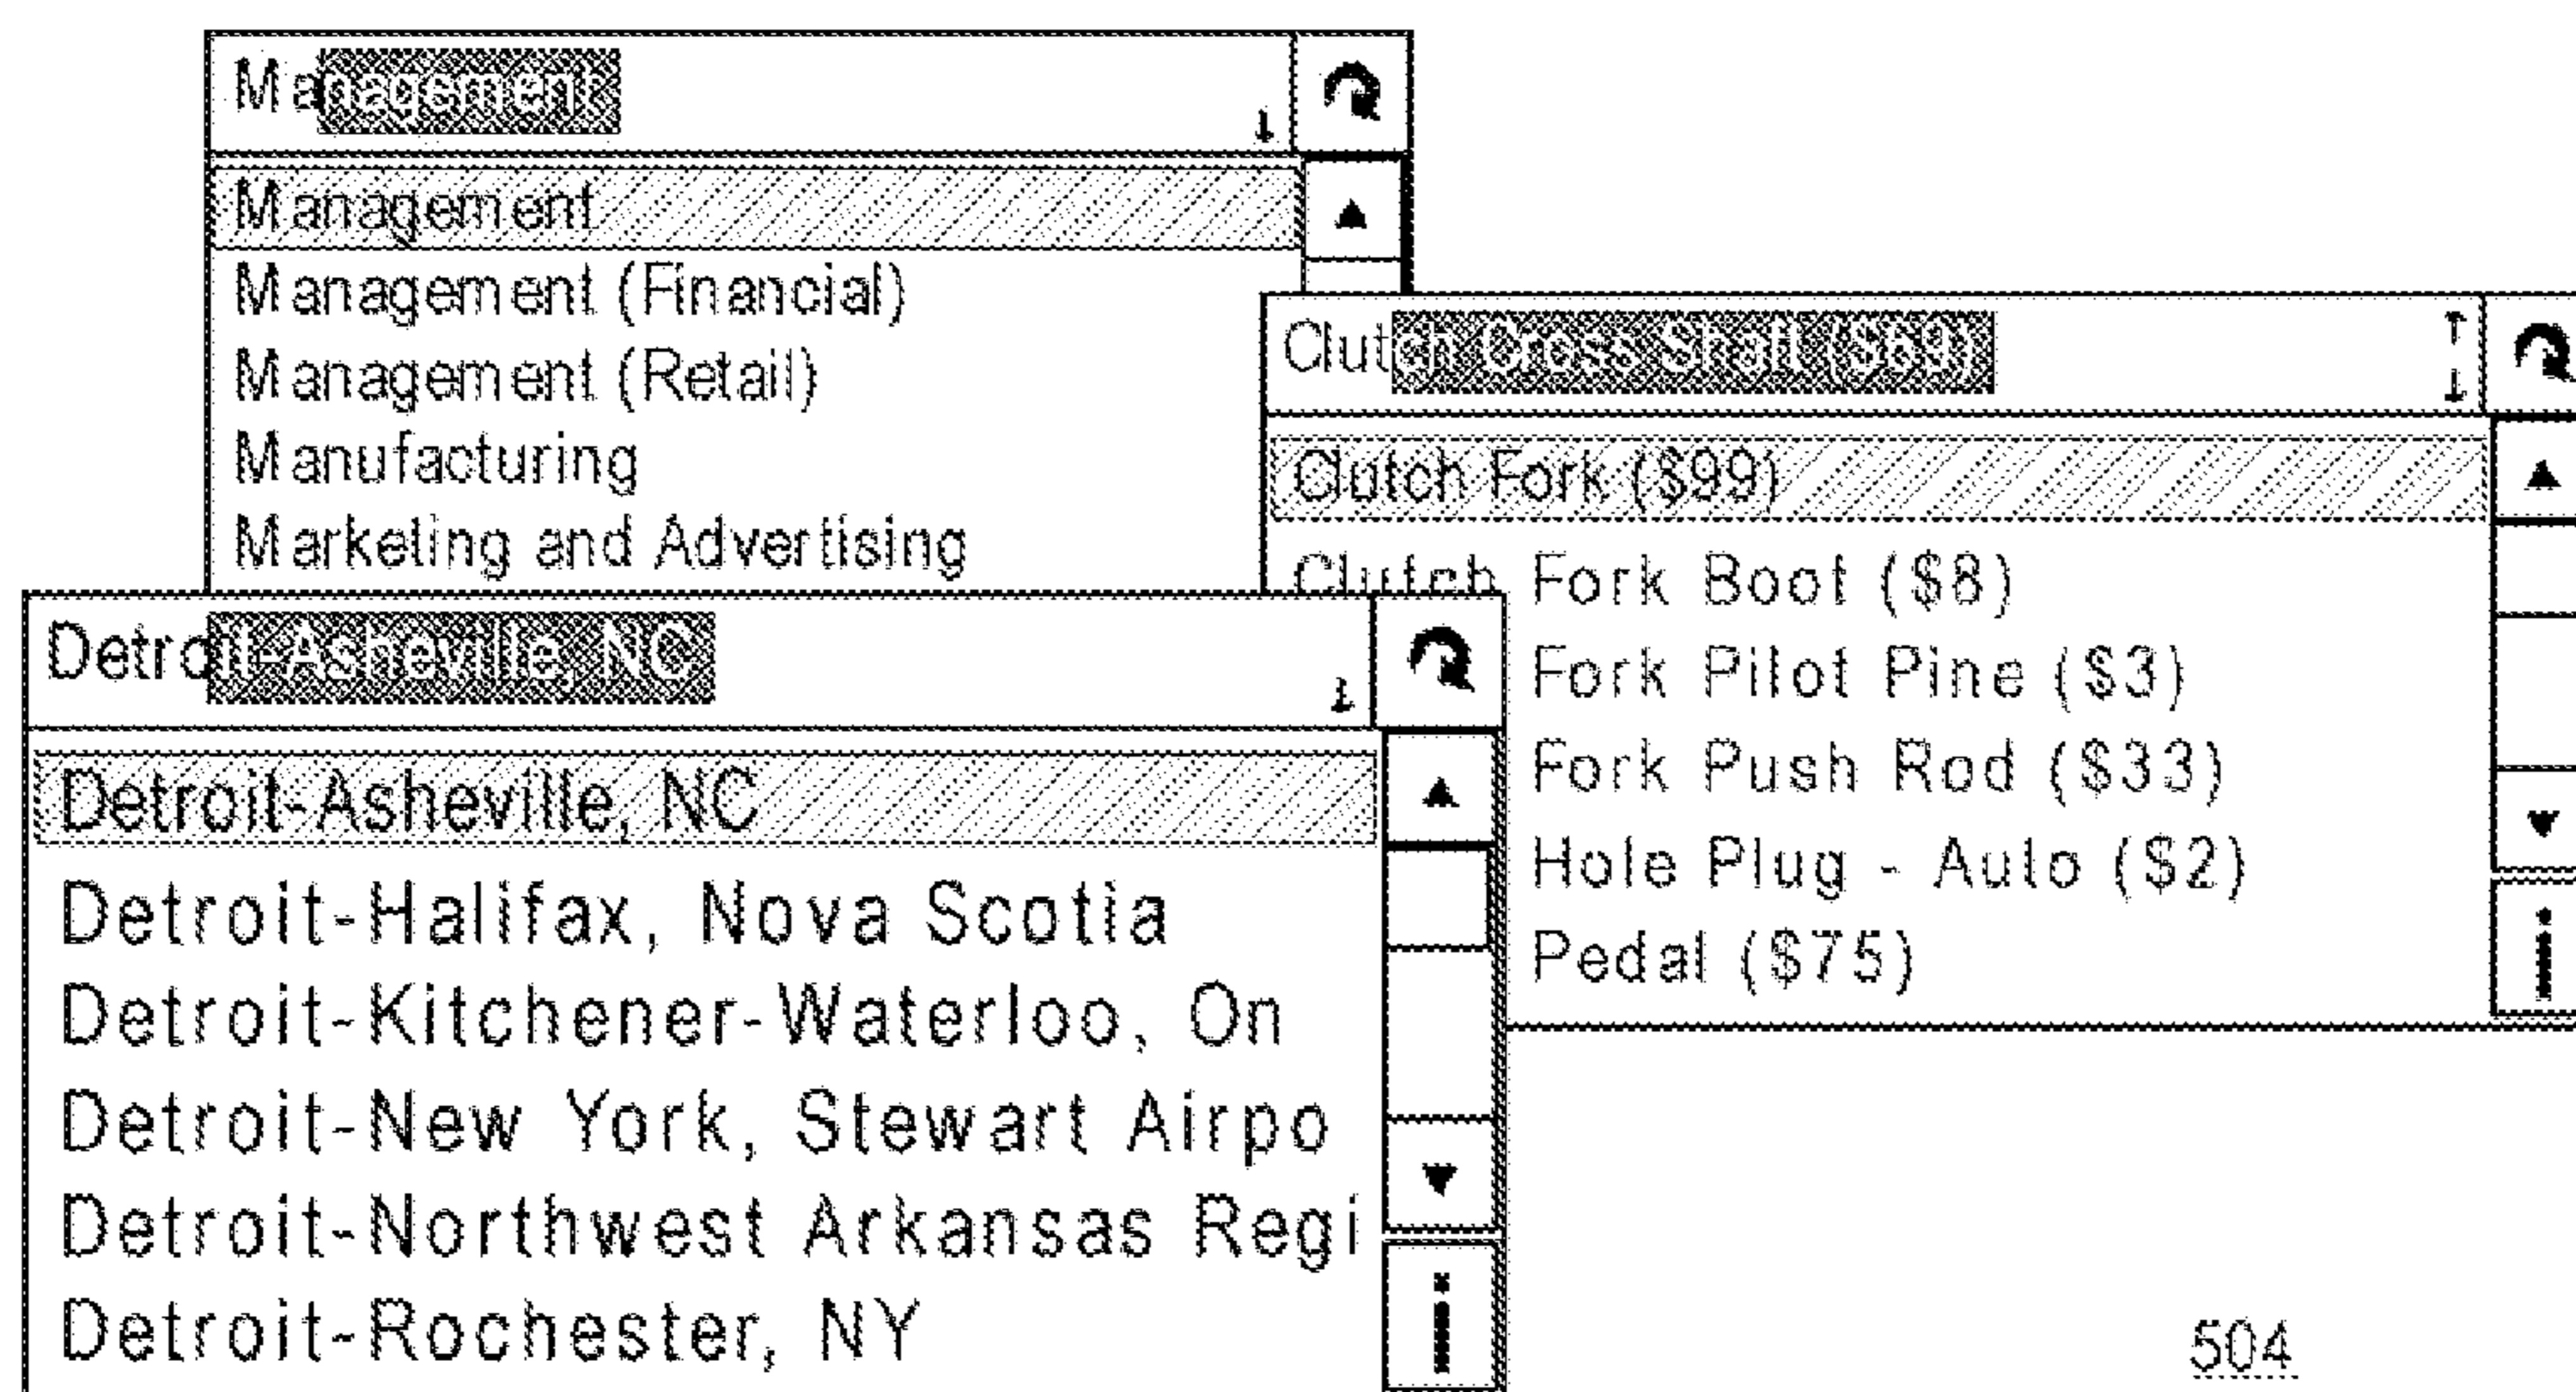 Management
Management
Management (Financial)
Management (Retail)
Manufacturing
Marketing and Advertising
Clutch Cross Shaft ($69)
Clutch Fork ($99)
Clutch Fork Boot ($8)
Fork Pilot Pine ($3)
Fork Push Rod ($33)
Hole Plug - Auto ($2)
Pedal ($75)
Detroit-Asheville, NC
Detroit-Asheville, NC
Detroit-Halifax, Nova Scotia
Detroit-Kitchener-Waterloo, On
Detroit-New York, Stewart Airpo
Detroit-Northwest Arkansas Regi
Detroit-Rochester, NY
i
i
504